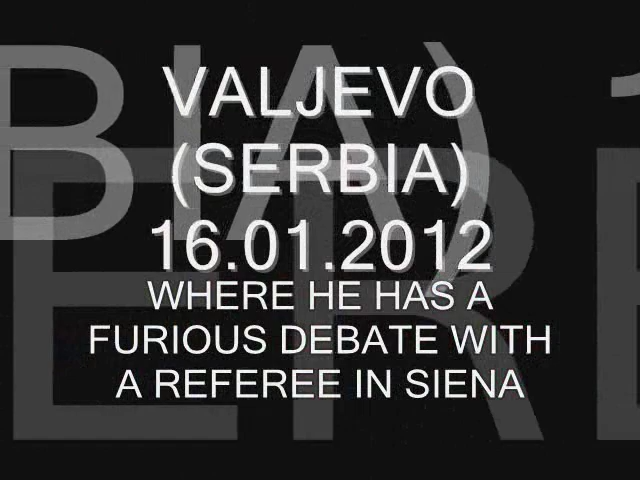 VALJEVO
(SERBIA)
16.01.2012
WHERE HE HAS A
FURIOUS DEBATE WITH
A REFEREE IN SIENA